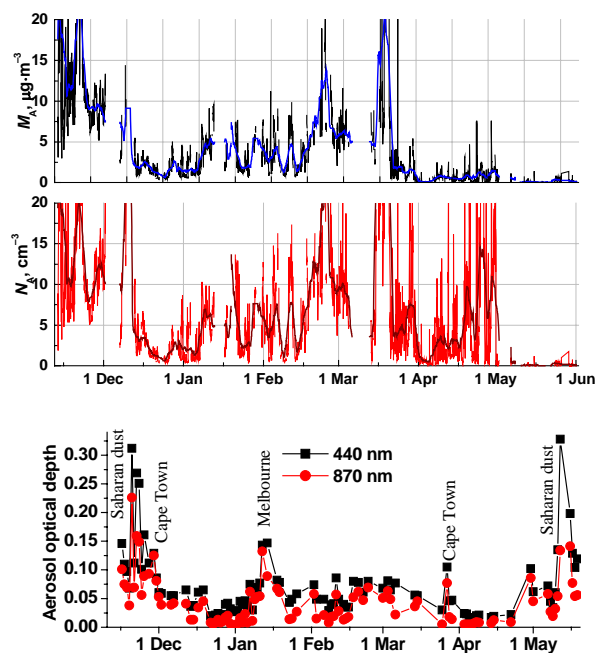 20
15
10
5
0
M_A, μg·m⁻³
20
15
10
5
0
N_A, cm⁻³
1 Dec 1 Jan 1 Feb 1 Mar 1 Apr 1 May 1 Jun
0.30
0.25
0.20
0.15
0.10
0.05
0.00
Aerosol optical depth
Saharan dust
Cape Town
Melbourne
440 nm
870 nm
Cape Town
Saharan dust
1 Dec 1 Jan 1 Feb 1 Mar 1 Apr 1 May